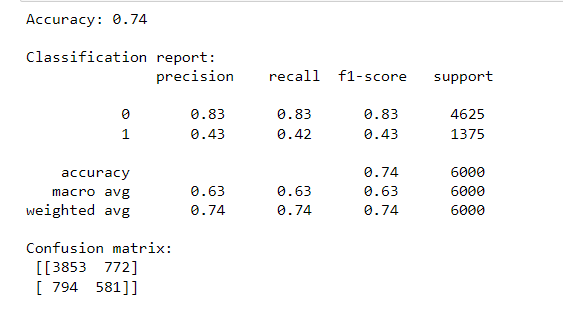 Accuracy: 0.74
Classification report:
precision recall f1-score support
0 0.83 0.83 0.83 4625
1 0.43 0.42 0.43 1375
accuracy 0.74 6000
macro avg 0.63 0.63 0.63 6000
weighted avg 0.74 0.74 0.74 6000
Confusion matrix:
[[3853 772]
[ 794 581]]